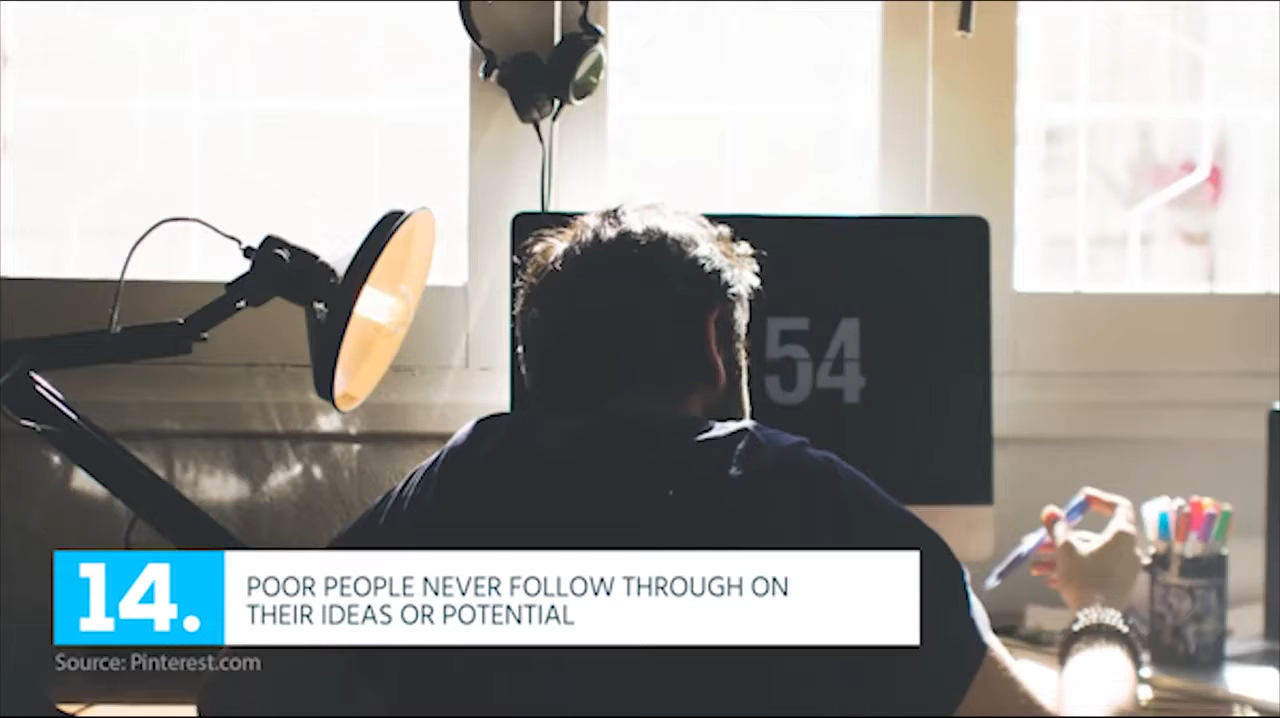 54
14.
POOR PEOPLE NEVER FOLLOW THROUGH ON
THEIR IDEAS OR POTENTIAL
Source: Pinterest.com